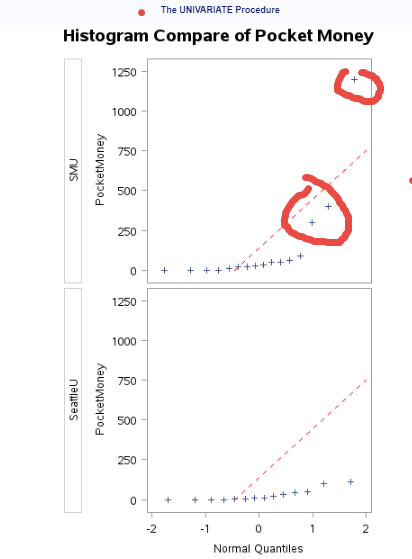 The UNIVARIATE Procedure
Histogram Compare of Pocket Money
SMU
PocketMoney
1250
1000
750
500
250
0
SeattleU
PocketMoney
1250
1000
750
500
250
0
-2 -1 0 1 2
Normal Quantiles